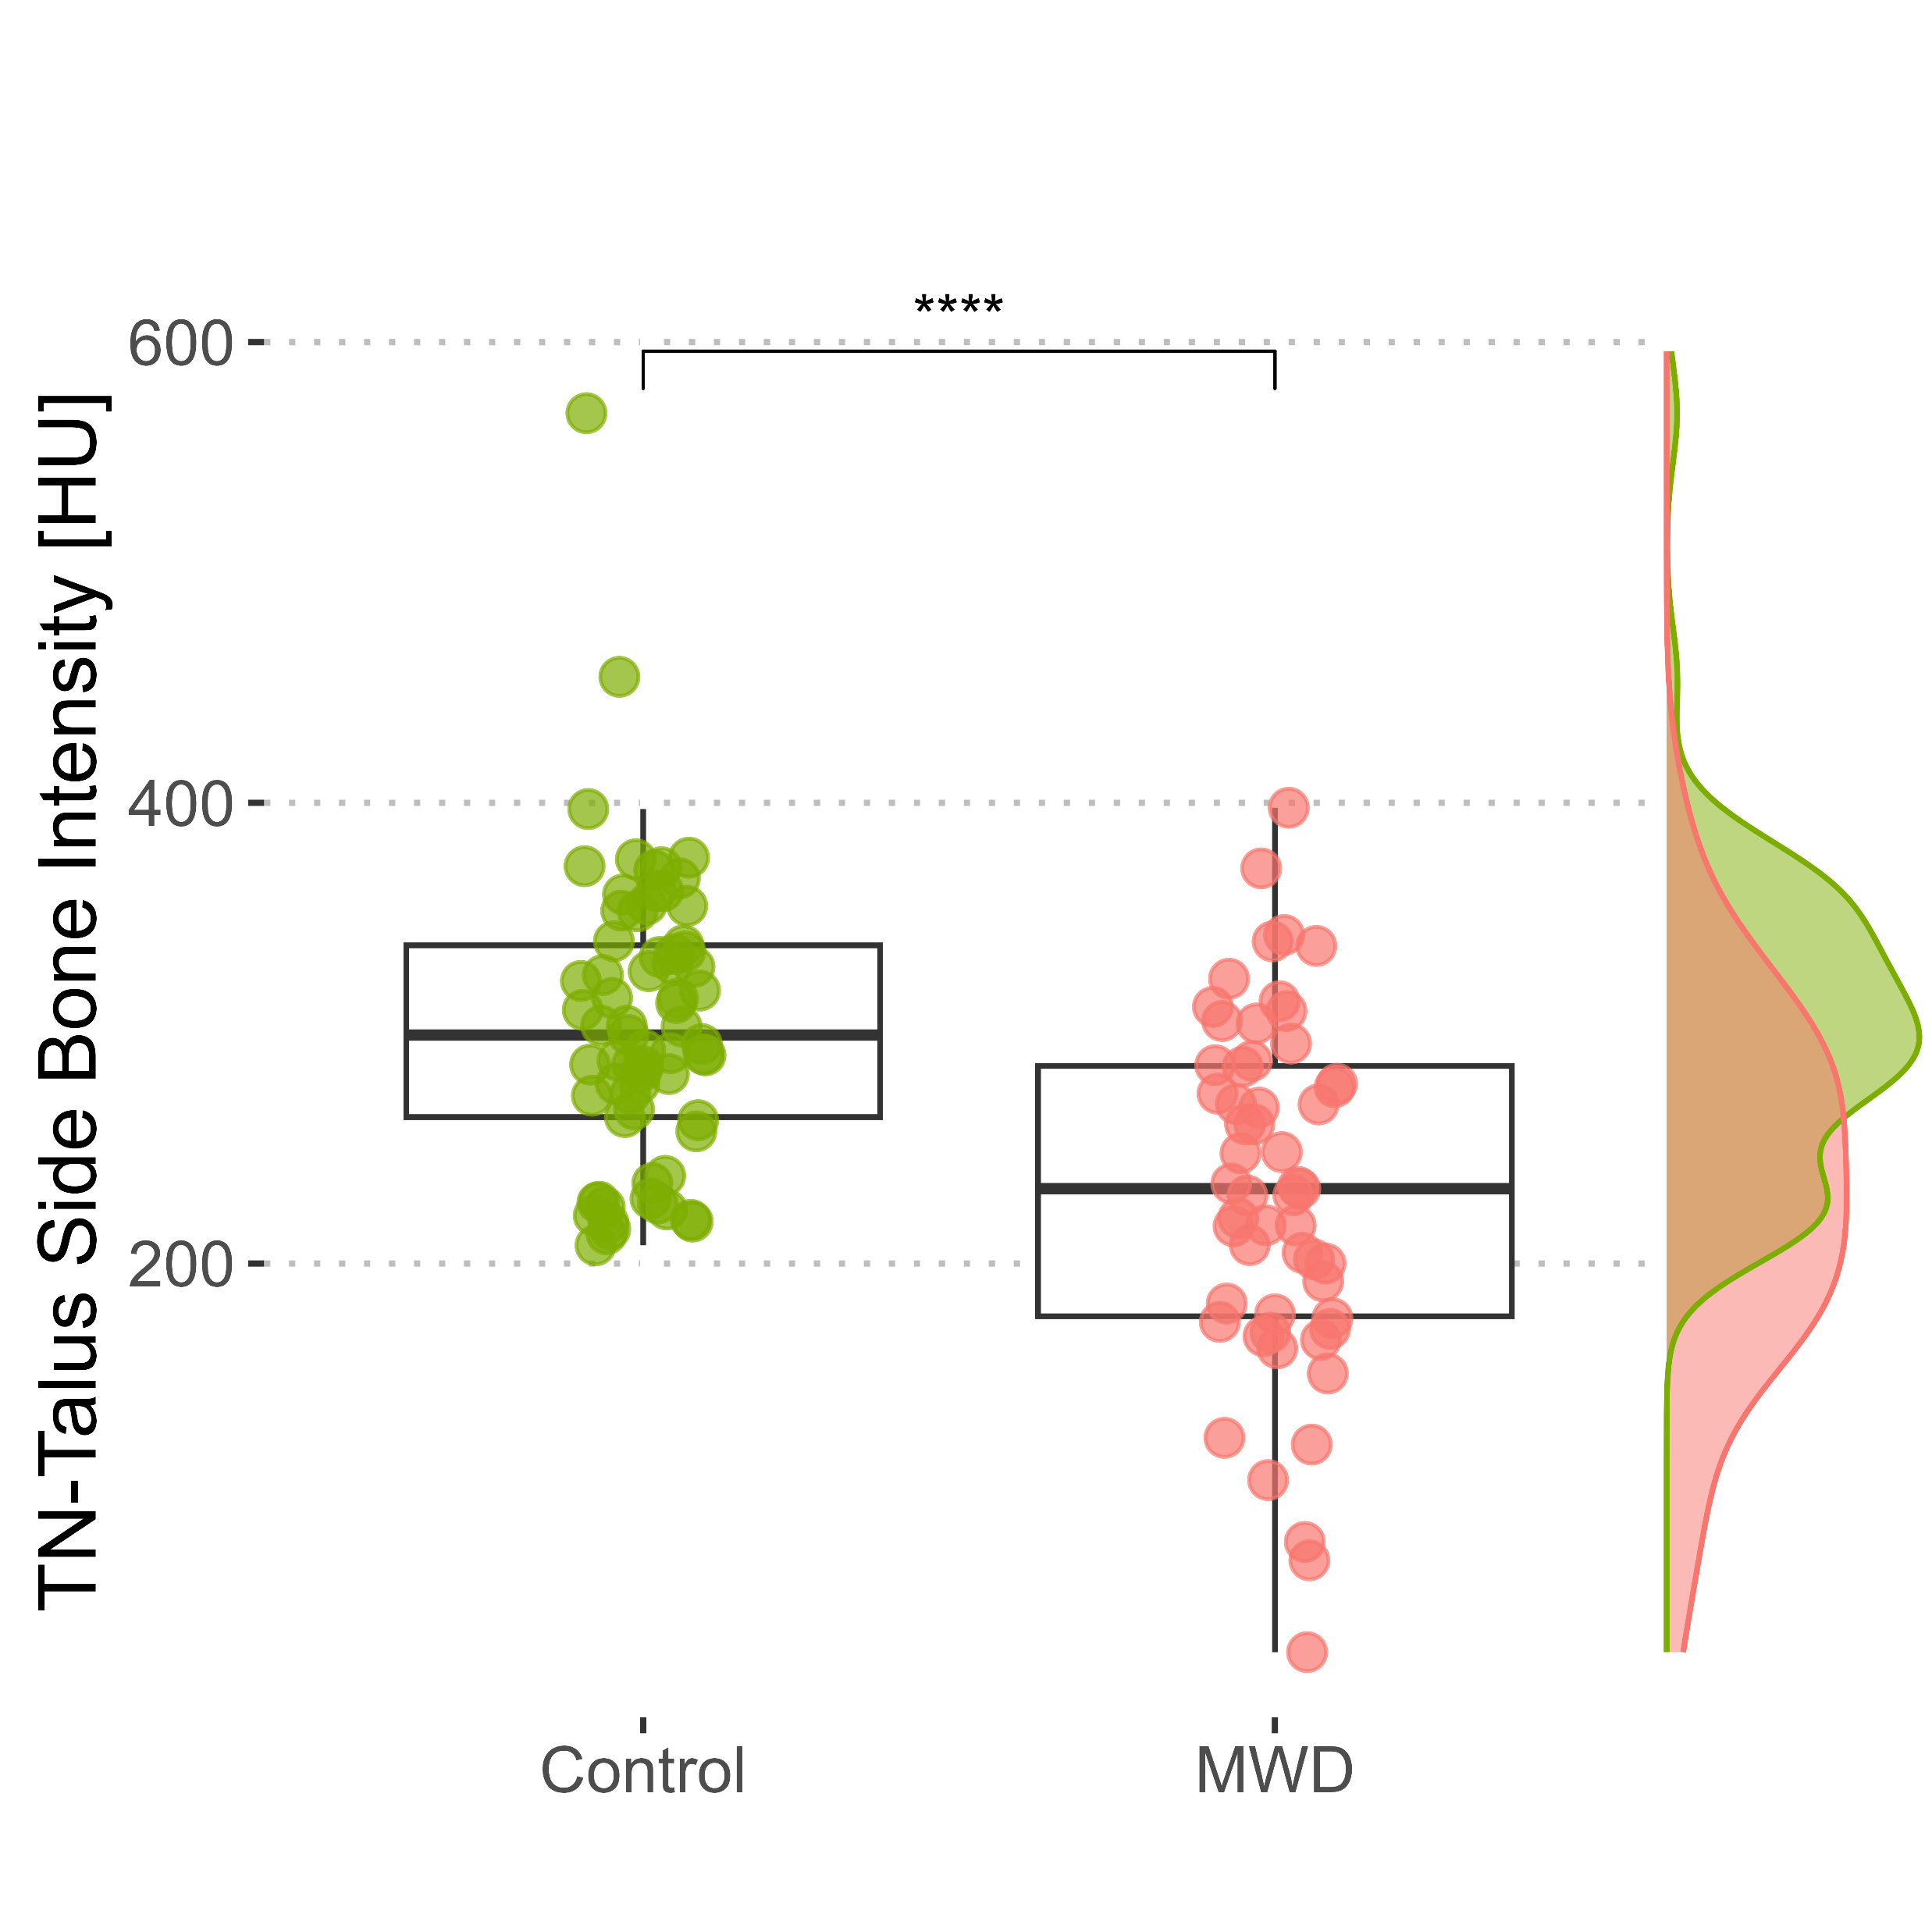 ****
600
400
200
TN-Talus Side Bone Intensity [HU]
Control
MWD